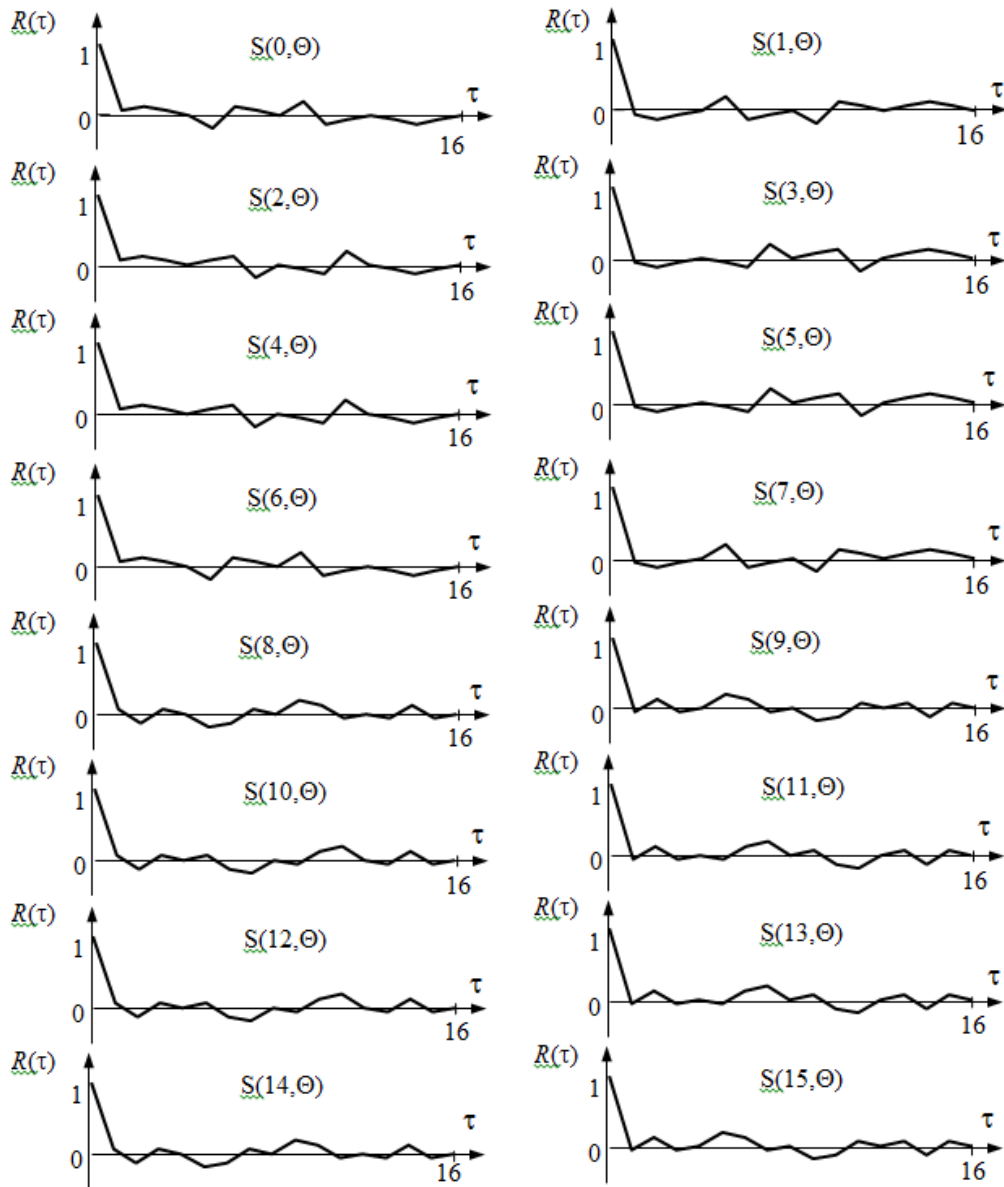 R(τ) 1 S(0,Θ) τ 0 16
R(τ) 1 S(1,Θ) τ 0 16
R(τ) 1 S(2,Θ) τ 0 16
R(τ) 1 S(3,Θ) τ 0 16
R(τ) 1 S(4,Θ) τ 0 16
R(τ) 1 S(5,Θ) τ 0 16
R(τ) 1 S(6,Θ) τ 0 16
R(τ) 1 S(7,Θ) τ 0 16
R(τ) 1 S(8,Θ) τ 0 16
R(τ) 1 S(9,Θ) τ 0 16
R(τ) 1 S(10,Θ) τ 0 16
R(τ) 1 S(11,Θ) τ 0 16
R(τ) 1 S(12,Θ) τ 0 16
R(τ) 1 S(13,Θ) τ 0 16
R(τ) 1 S(14,Θ) τ 0 16
R(τ) 1 S(15,Θ) τ 0 16